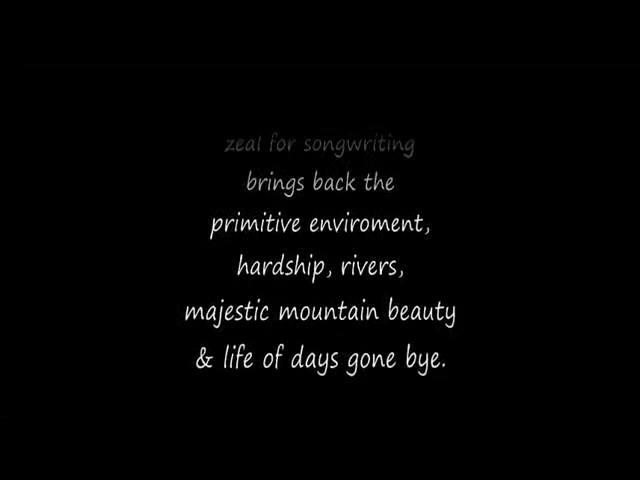 zeal for songwriting
brings back the
primitive enviroment,
hardship, rivers,
majestic mountain beauty
& life of days gone bye.